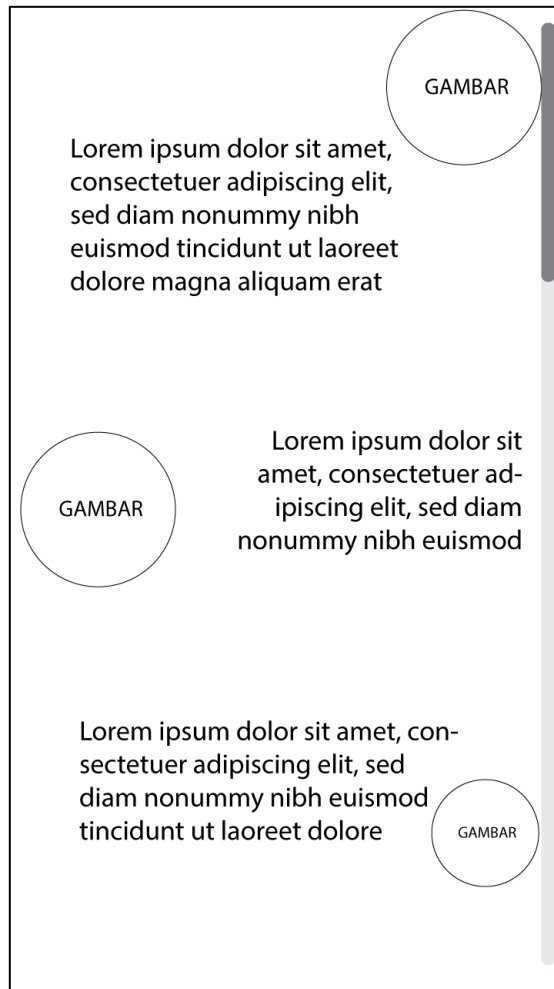 GAMBAR
Lorem ipsum dolor sit amet,
consectetuer adipiscing elit,
sed diam nonummy nibh
euismod tincidunt ut laoreet
dolore magna aliquam erat
GAMBAR
Lorem ipsum dolor sit
amet, consectetuer ad-
ipiscing elit, sed diam
nonummy nibh euismod
Lorem ipsum dolor sit amet, con-
sectetuer adipiscing elit, sed
diam nonummy nibh euismod
tincidunt ut laoreet dolore
GAMBAR